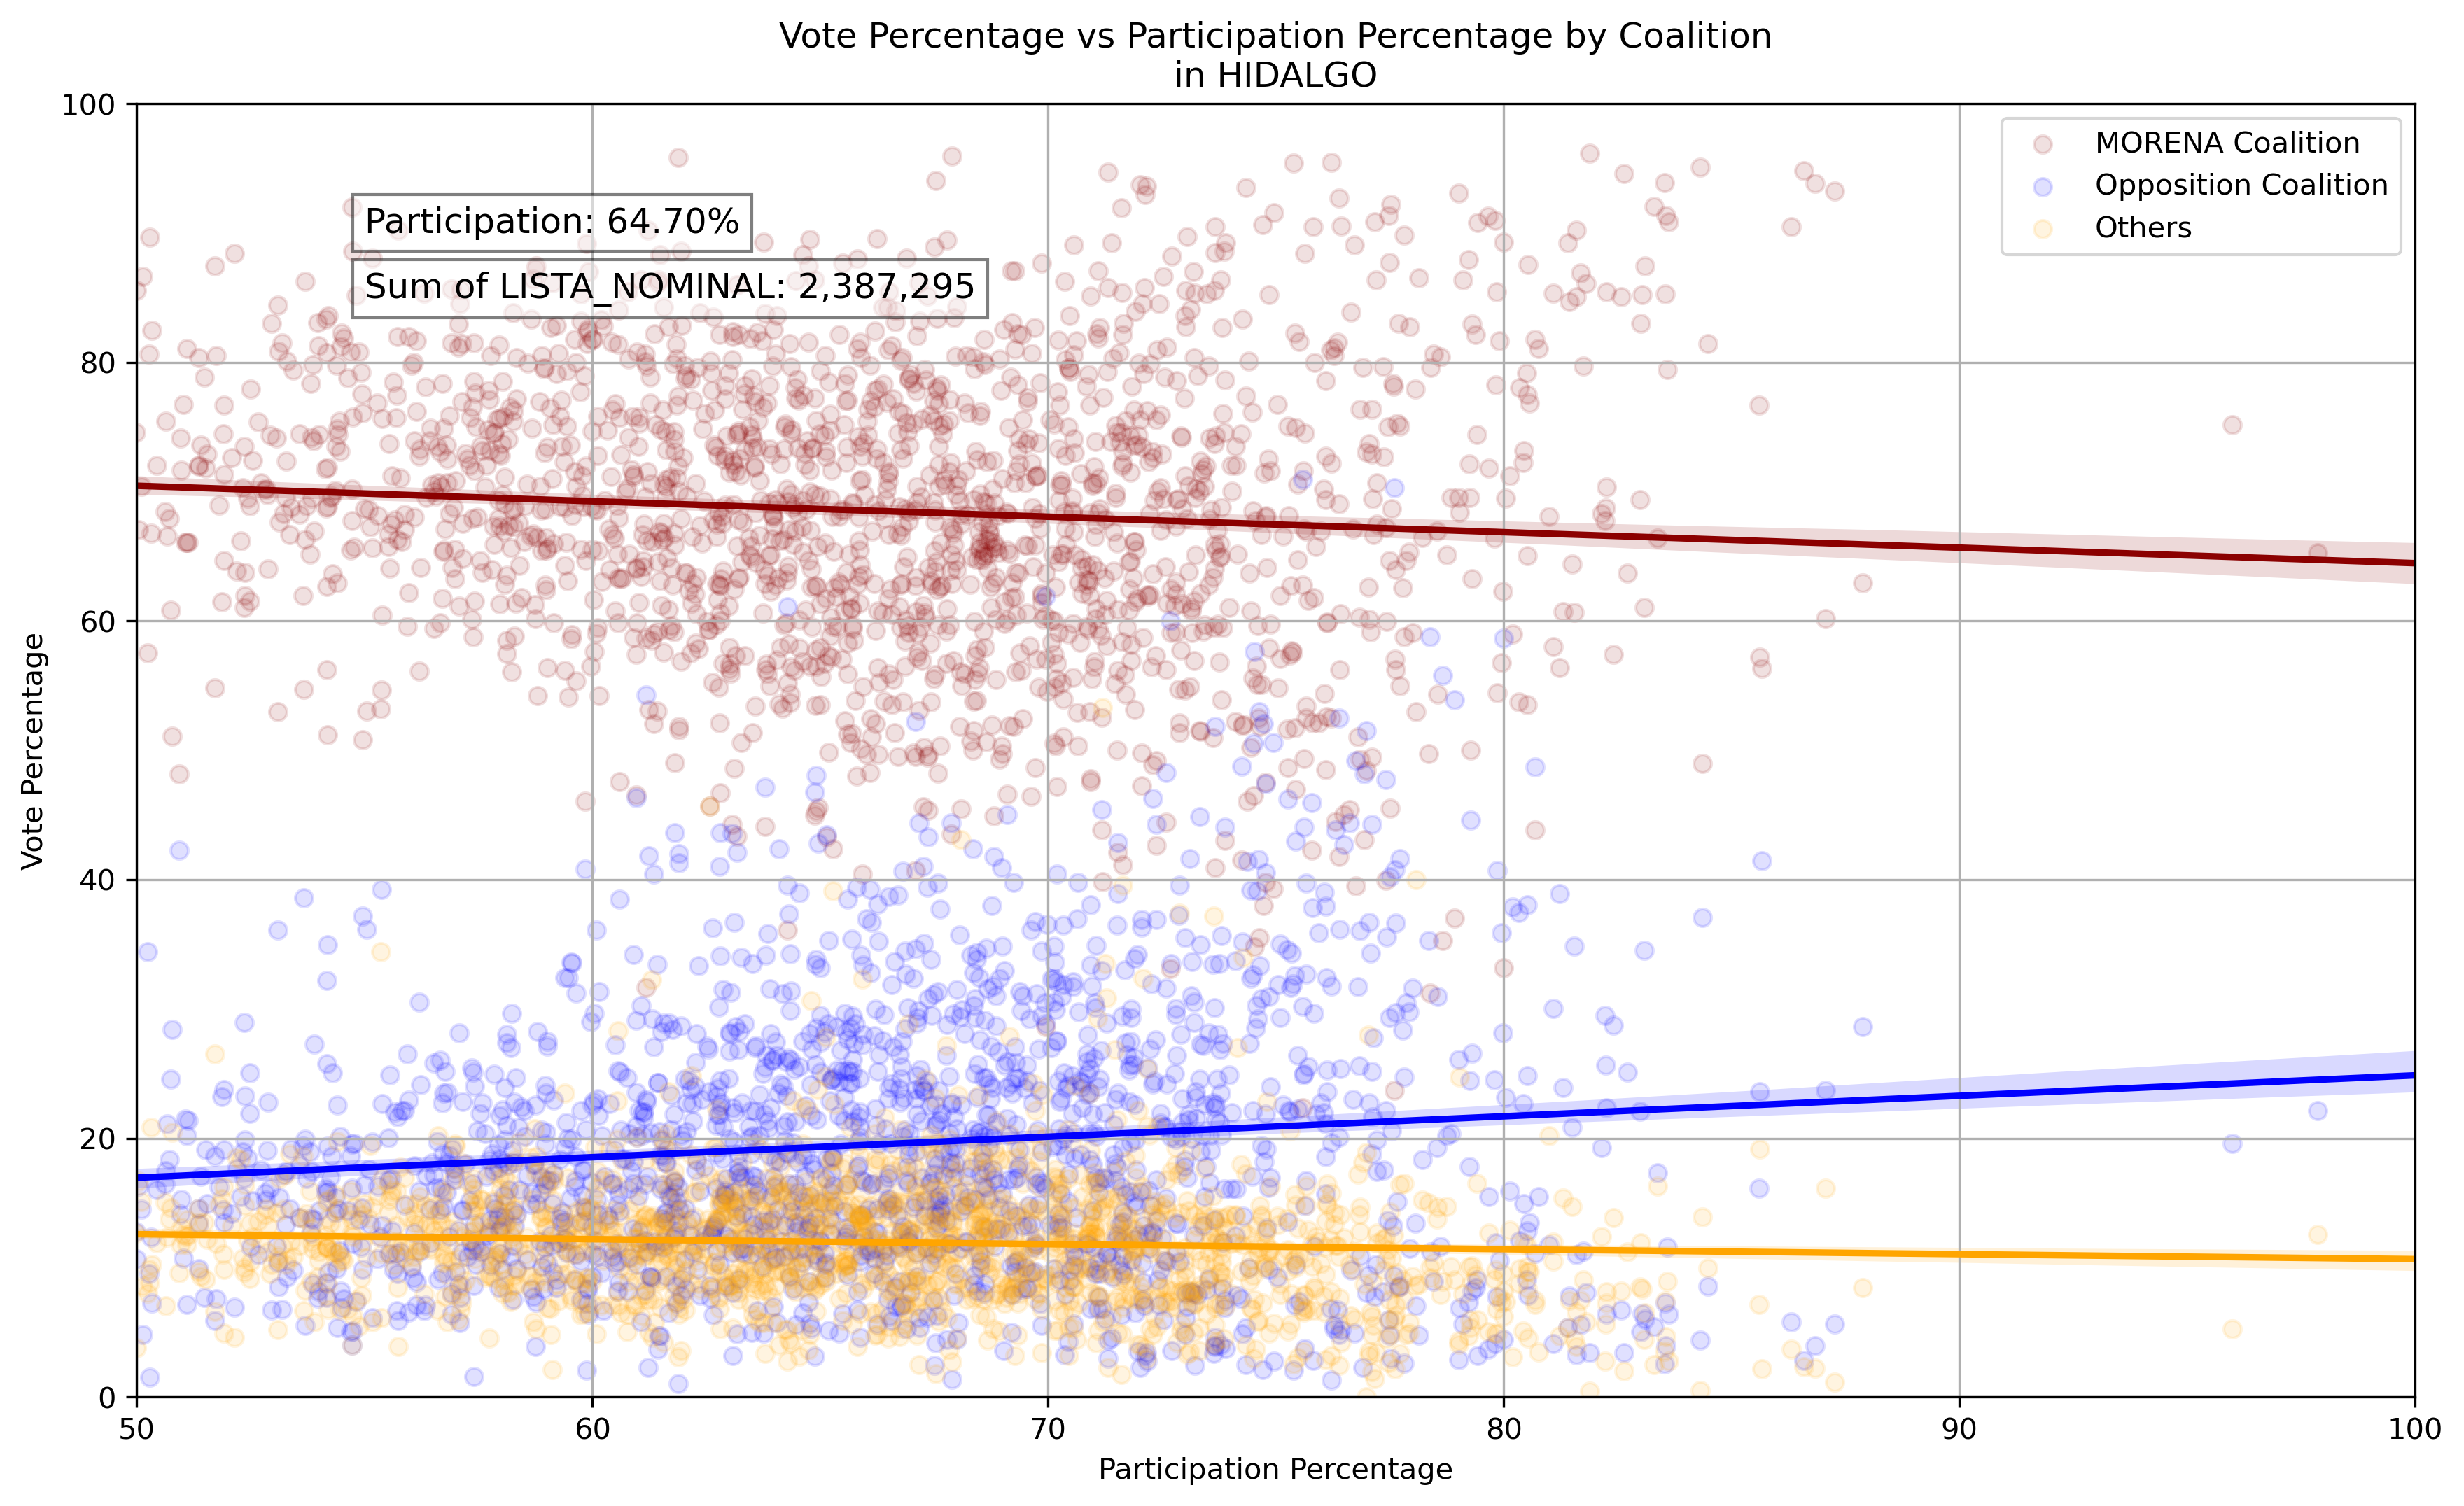 Vote Percentage vs Participation Percentage by Coalition
in HIDALGO
MORENA Coalition
Opposition Coalition
Others
Participation: 64.70%
Sum of LISTA_NOMINAL: 2,387,295
Vote Percentage
100
80
60
40
20
0
50
60
70
80
90
100
Participation Percentage